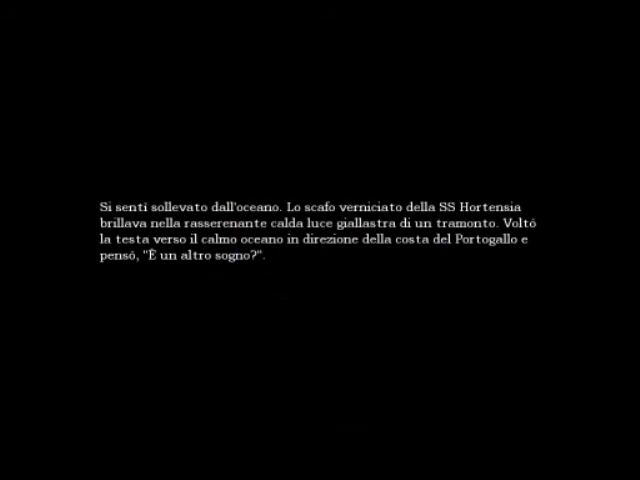 Si sentì sollevato dall'oceano. Lo scafo verniciato della SS Hortensia
brillava nella rasserenante calda luce giallastra di un tramonto. Voltò
la testa verso il calmo oceano in direzione della costa del Portogallo e
pensò, "È un altro sogno?".